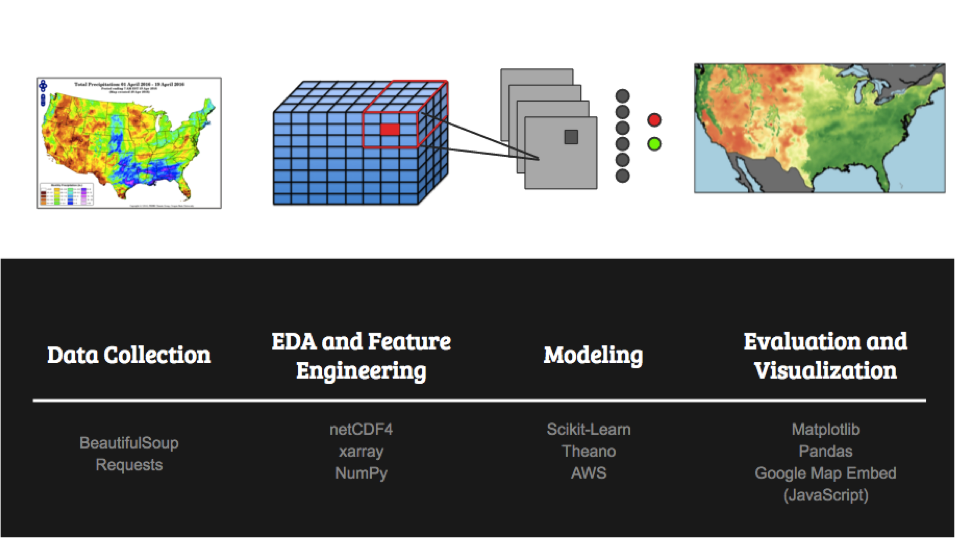 Total Precipitation 01 April 2016 - 19 April 2016
Data Collection
EDA and Feature
Engineering
Modeling
Evaluation and
Visualization
BeautifulSoup
Requests
netCDF4
xarray
NumPy
Scikit-Learn
Theano
AWS
Matplotlib
Pandas
Google Map Embed
(JavaScript)